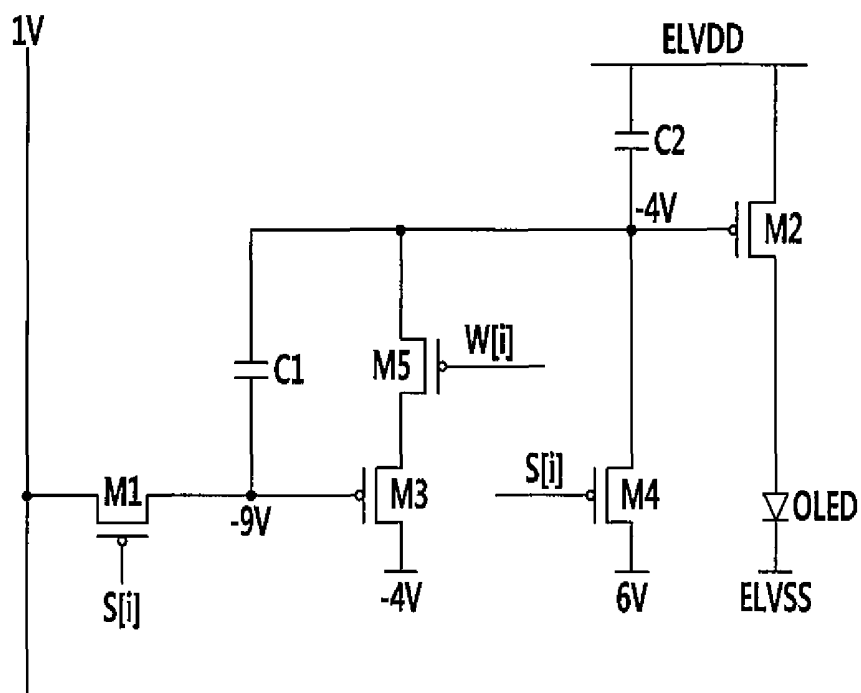 1V
ELVDD
C2
-4V
M2
W[i]
M5
C1
S[i]
M1
M3
M4
OLED
-9V
-4V
6V
ELVSS
S[i]